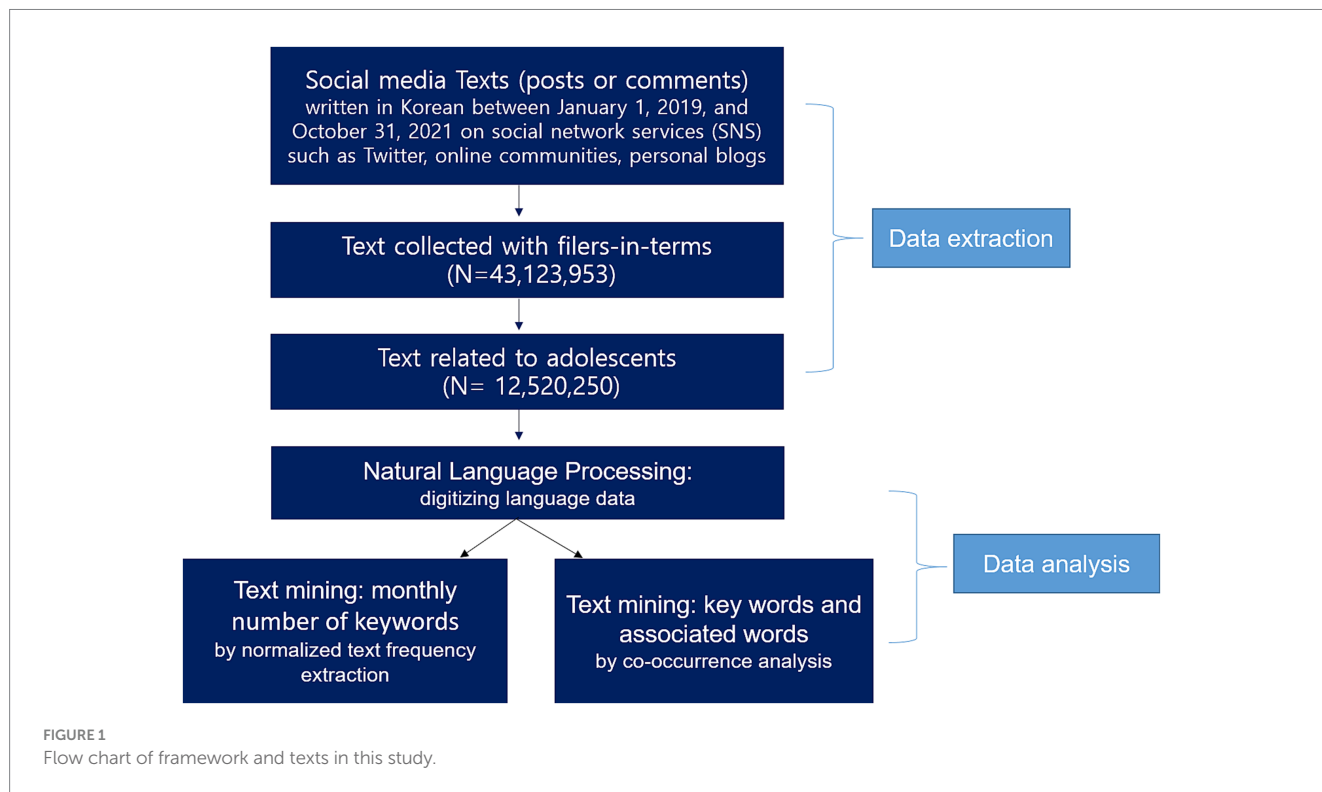 Social media Texts (posts or comments)
written in Korean between January 1, 2019, and
October 31, 2021 on social network services (SNS)
such as Twitter, online communities, personal blogs
Text collected with filers-in-terms
(N=43,123,953)
Data extraction
Text related to adolescents
(N= 12,520,250)
Natural Language Processing:
digitizing language data
Data analysis
Text mining: monthly
number of keywords
by normalized text frequency
extraction
Text mining: key words and
associated words
by co-occurrence analysis
FIGURE 1
Flow chart of framework and texts in this study.